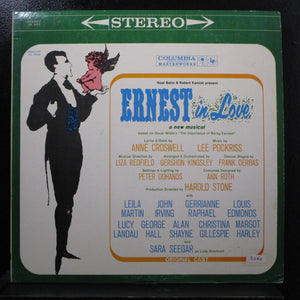 STEREO
COLUMBIA
MASTERWORKS
Noel Behn & Robert Kamlot present
ERNEST in Love
a new musical
based on Oscar Wilde's "The Importance of Being Earnest"
Lyrics & Book by Music by
ANNE CROSWELL LEE POCKRISS
Musical Direction by Arranged & Orchestrated by Dances Staged by
LIZA REDFIELD GERSHON KINGSLEY FRANK DERBAS
Settings & Lighting by Costumes Designed by
PETER DOHANOS ANN ROTH
Production Directed by HAROLD STONE
with
LEILA JOHN GERRIANNE LOUIS
MARTIN IRVING RAPHAEL EDMONDS
LUCY GEORGE ALAN CHRISTINA MARGOT
LANDAU HALL SHAYNE GILLESPIE HARLEY
and
SARA SEEGAR as Lady Bracknell
ORIGINAL CAST